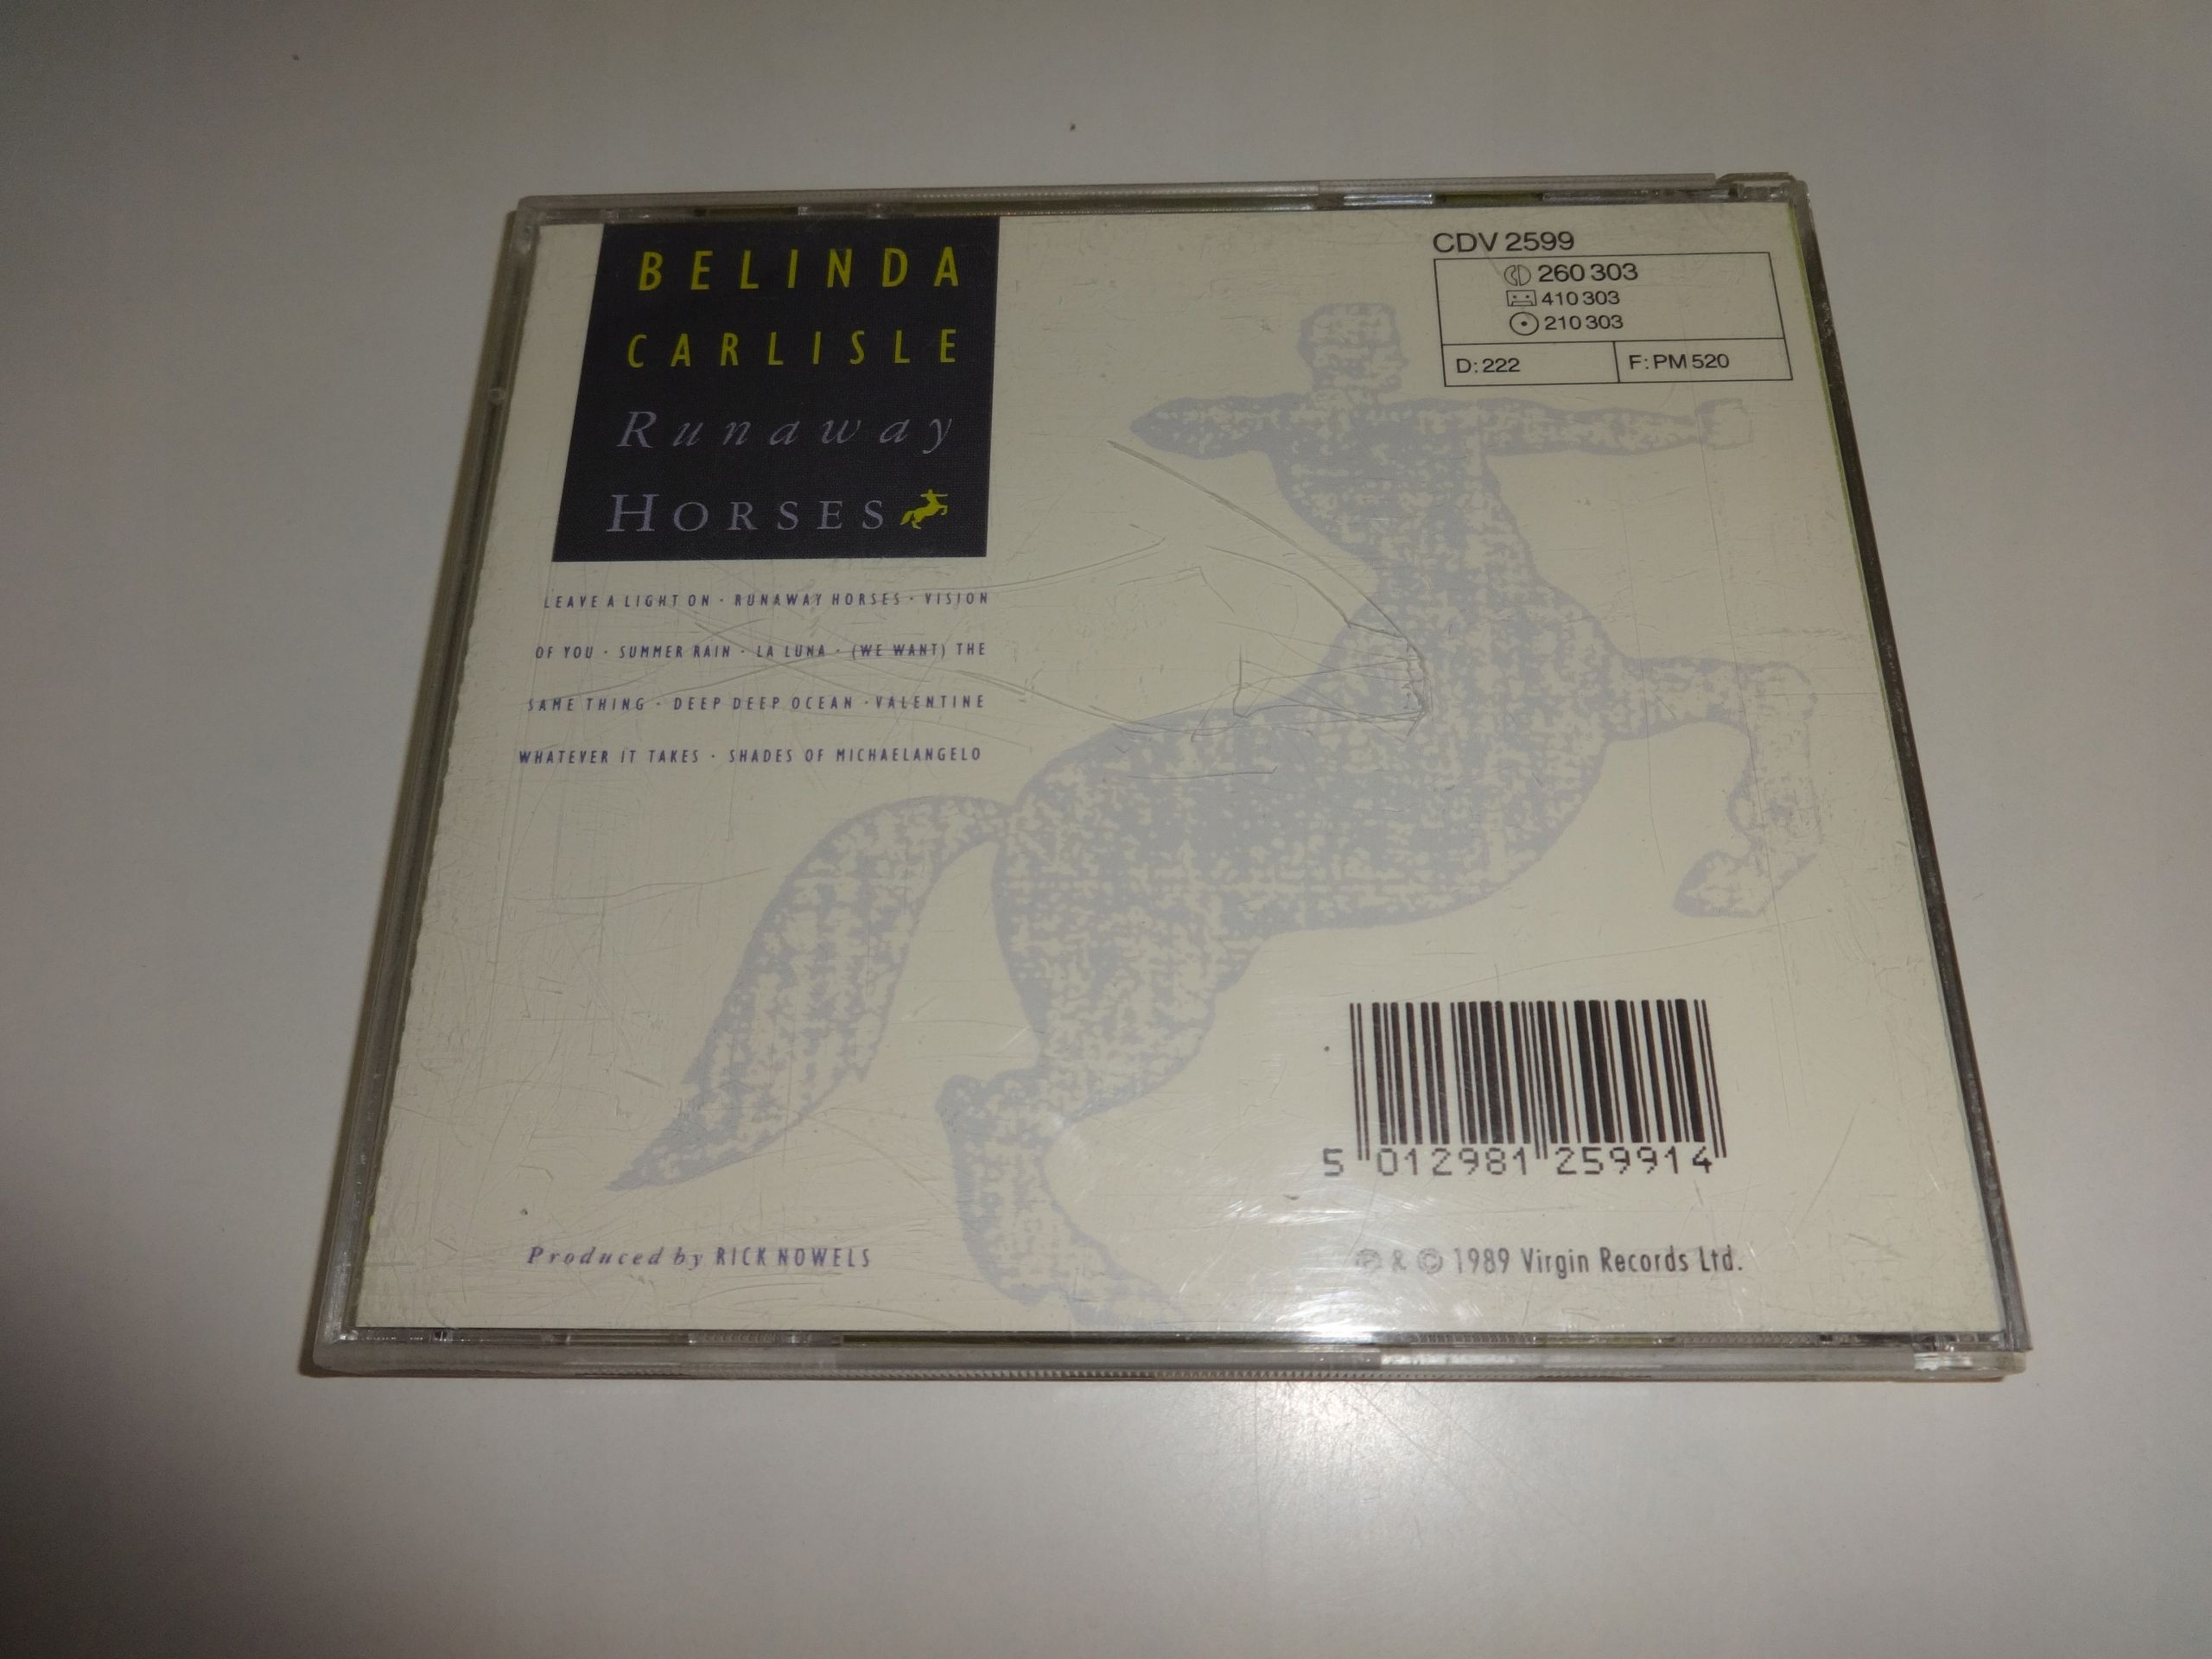 BELINDA
CARLISLE
Runaway
HORSES
LEAVE A LIGHT ON · RUNAWAY HORSES · VISION
OF YOU · SUMMER RAIN · LA LUNA · (WE WANT) THE
SAME THING · DEEP DEEP OCEAN · VALENTINE
WHATEVER IT TAKES · SHADES OF MICHAELANGELO
CDV 2599
CD 260 303
410 303
210 303
D: 222
F: PM 520
5 012981 259914
Produced by RICK NOWELS
℗ & © 1989 Virgin Records Ltd.